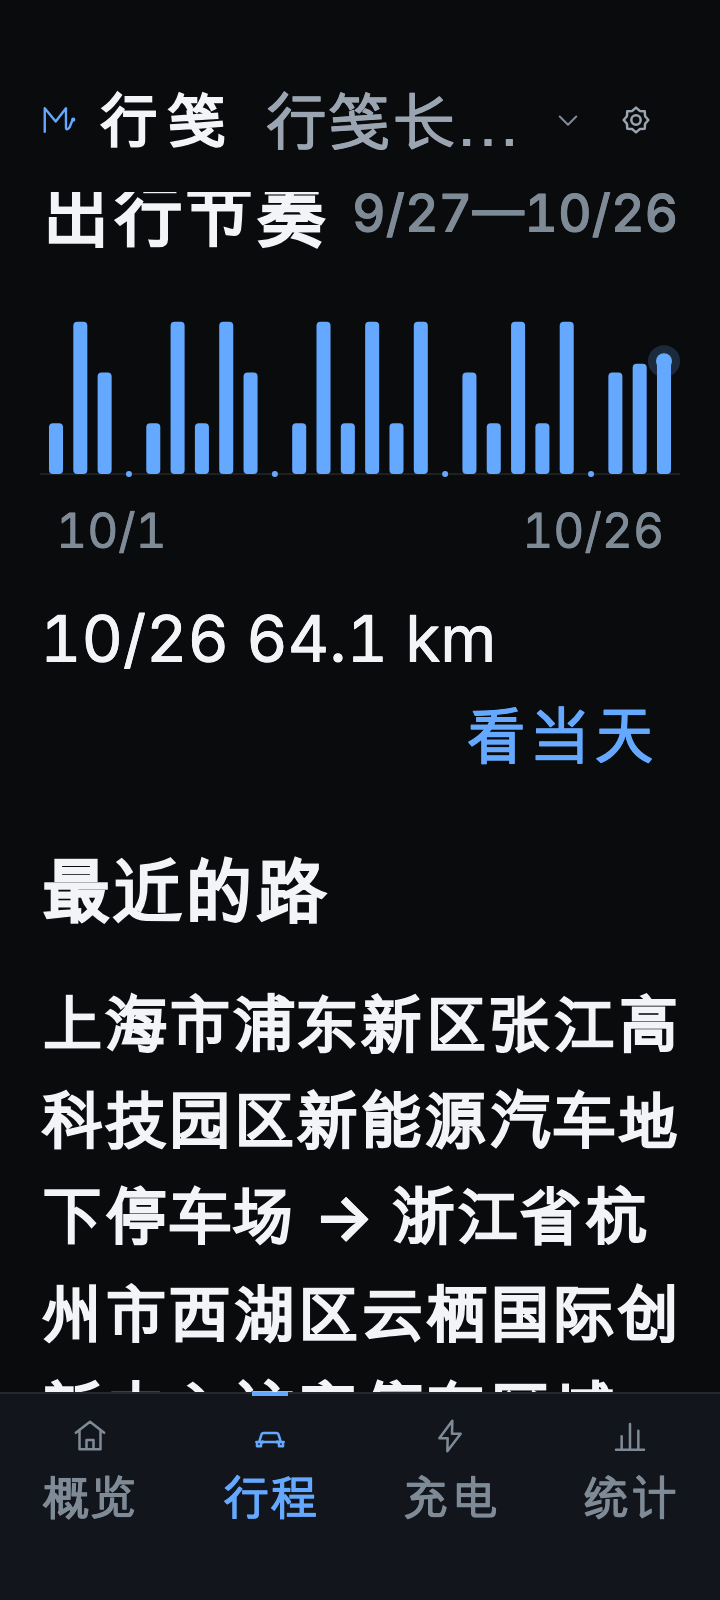 行笺 行笺长…
出行节奏 9/27—10/26
10/1 10/26
10/26 64.1 km
看当天
最近的路
上海市浦东新区张江高
科技园区新能源汽车地
下停车场 → 浙江省杭
州市西湖区云栖国际创
概览 行程 充电 统计